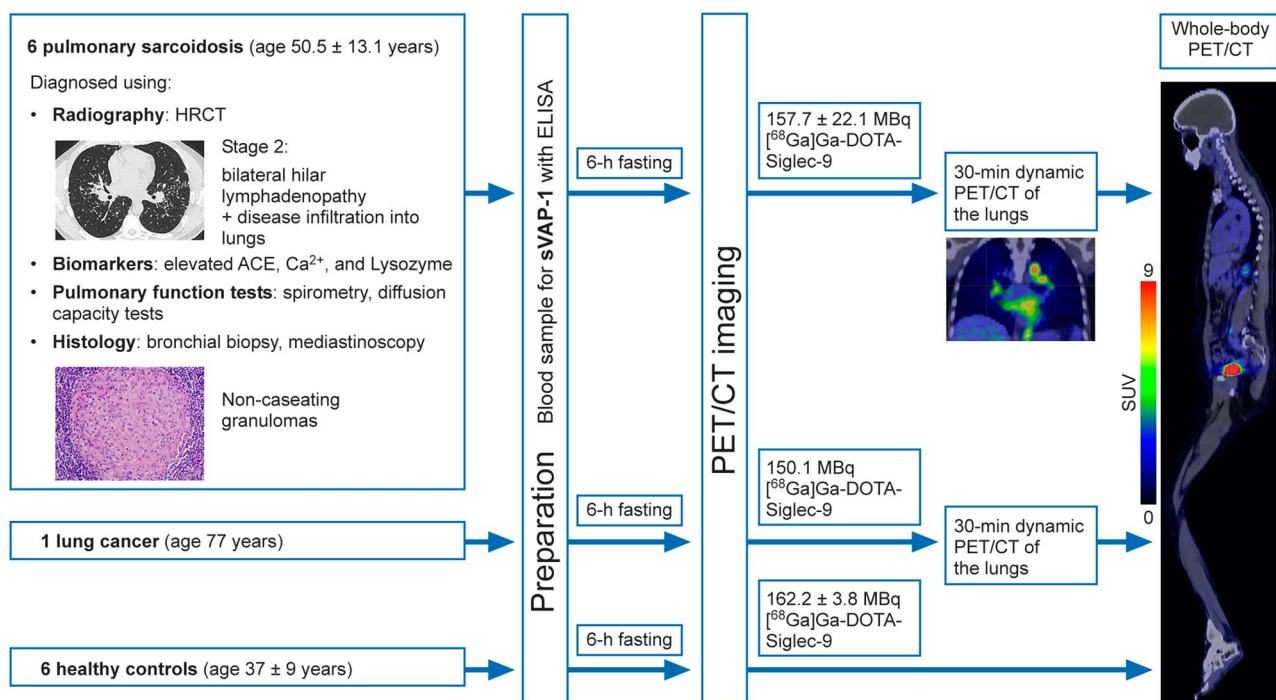 6 pulmonary sarcoidosis (age 50.5 ± 13.1 years)
Diagnosed using:
• Radiography: HRCT
Stage 2:
bilateral hilar
lymphadenopathy
+ disease infiltration into
lungs
• Biomarkers: elevated ACE, Ca²⁺, and Lysozyme
• Pulmonary function tests: spirometry, diffusion
capacity tests
• Histology: bronchial biopsy, mediastinoscopy
Non-caseating
granulomas
1 lung cancer (age 77 years)
6 healthy controls (age 37 ± 9 years)
Preparation Blood sample for sVAP-1 with ELISA
6-h fasting
6-h fasting
6-h fasting
PET/CT imaging
157.7 ± 22.1 MBq
[⁶⁸Ga]Ga-DOTA-
Siglec-9
30-min dynamic
PET/CT of
the lungs
150.1 MBq
[⁶⁸Ga]Ga-DOTA-
Siglec-9
30-min dynamic
PET/CT of
the lungs
162.2 ± 3.8 MBq
[⁶⁸Ga]Ga-DOTA-
Siglec-9
Whole-body
PET/CT
9
SUV
0